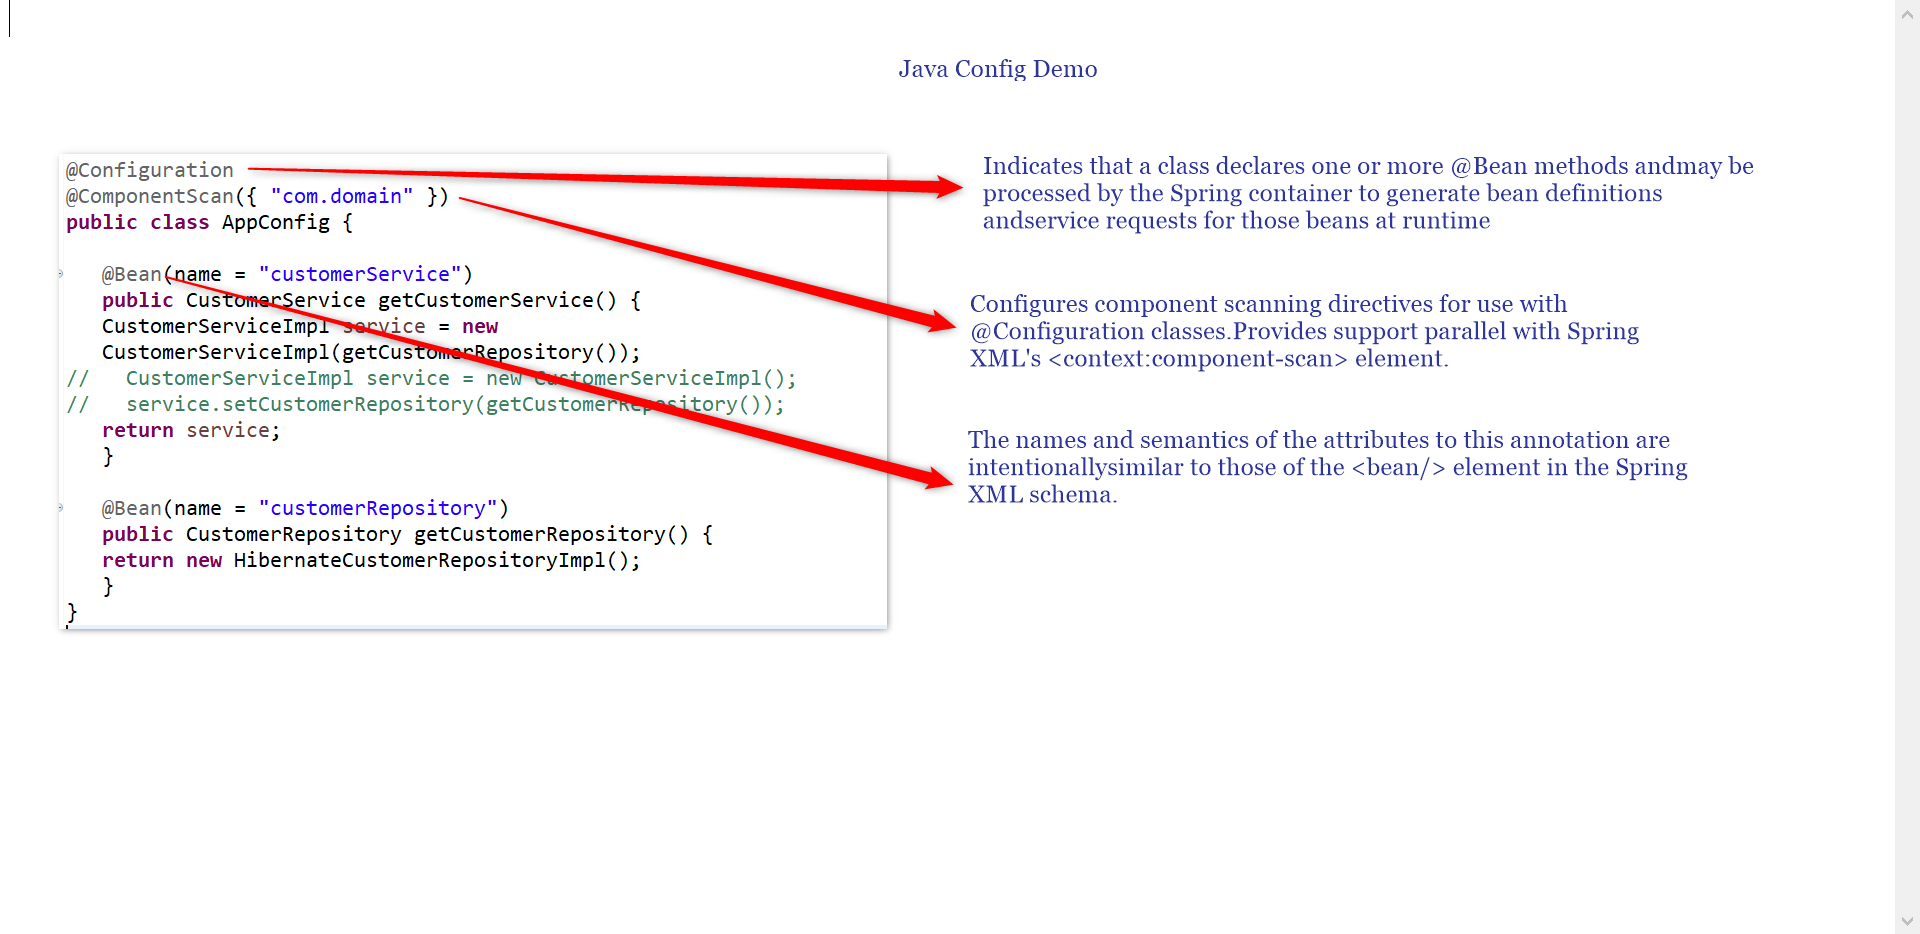 Java Config Demo
@Configuration
@ComponentScan({ "com.domain" })
public class AppConfig {
@Bean(name = "customerService")
public CustomerService getCustomerService() {
CustomerServiceImpl service = new
CustomerServiceImpl(getCustomerRepository());
//   CustomerServiceImpl service = new CustomerServiceImpl();
//   service.setCustomerRepository(getCustomerRepository());
return service;
}
@Bean(name = "customerRepository")
public CustomerRepository getCustomerRepository() {
return new HibernateCustomerRepositoryImpl();
}
}
Indicates that a class declares one or more @Bean methods andmay be
processed by the Spring container to generate bean definitions
andservice requests for those beans at runtime
Configures component scanning directives for use with
@Configuration classes.Provides support parallel with Spring
XML's <context:component-scan> element.
The names and semantics of the attributes to this annotation are
intentionallysimilar to those of the <bean/> element in the Spring
XML schema.